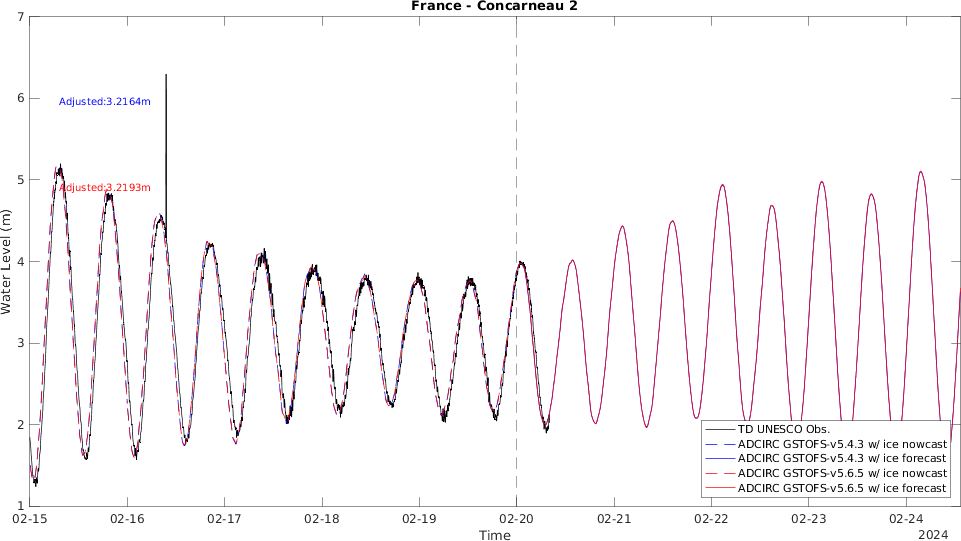 France - Concarneau 2
7
6
5
4
3
2
1
Water Level (m)
Adjusted:3.2164m
Adjusted:3.2193m
TD UNESCO Obs.
ADCIRC GSTOFS-v5.4.3 w/ ice nowcast
ADCIRC GSTOFS-v5.4.3 w/ ice forecast
ADCIRC GSTOFS-v5.6.5 w/ ice nowcast
ADCIRC GSTOFS-v5.6.5 w/ ice forecast
02-15 02-16 02-17 02-18 02-19 02-20 02-21 02-22 02-23 02-24
Time
2024